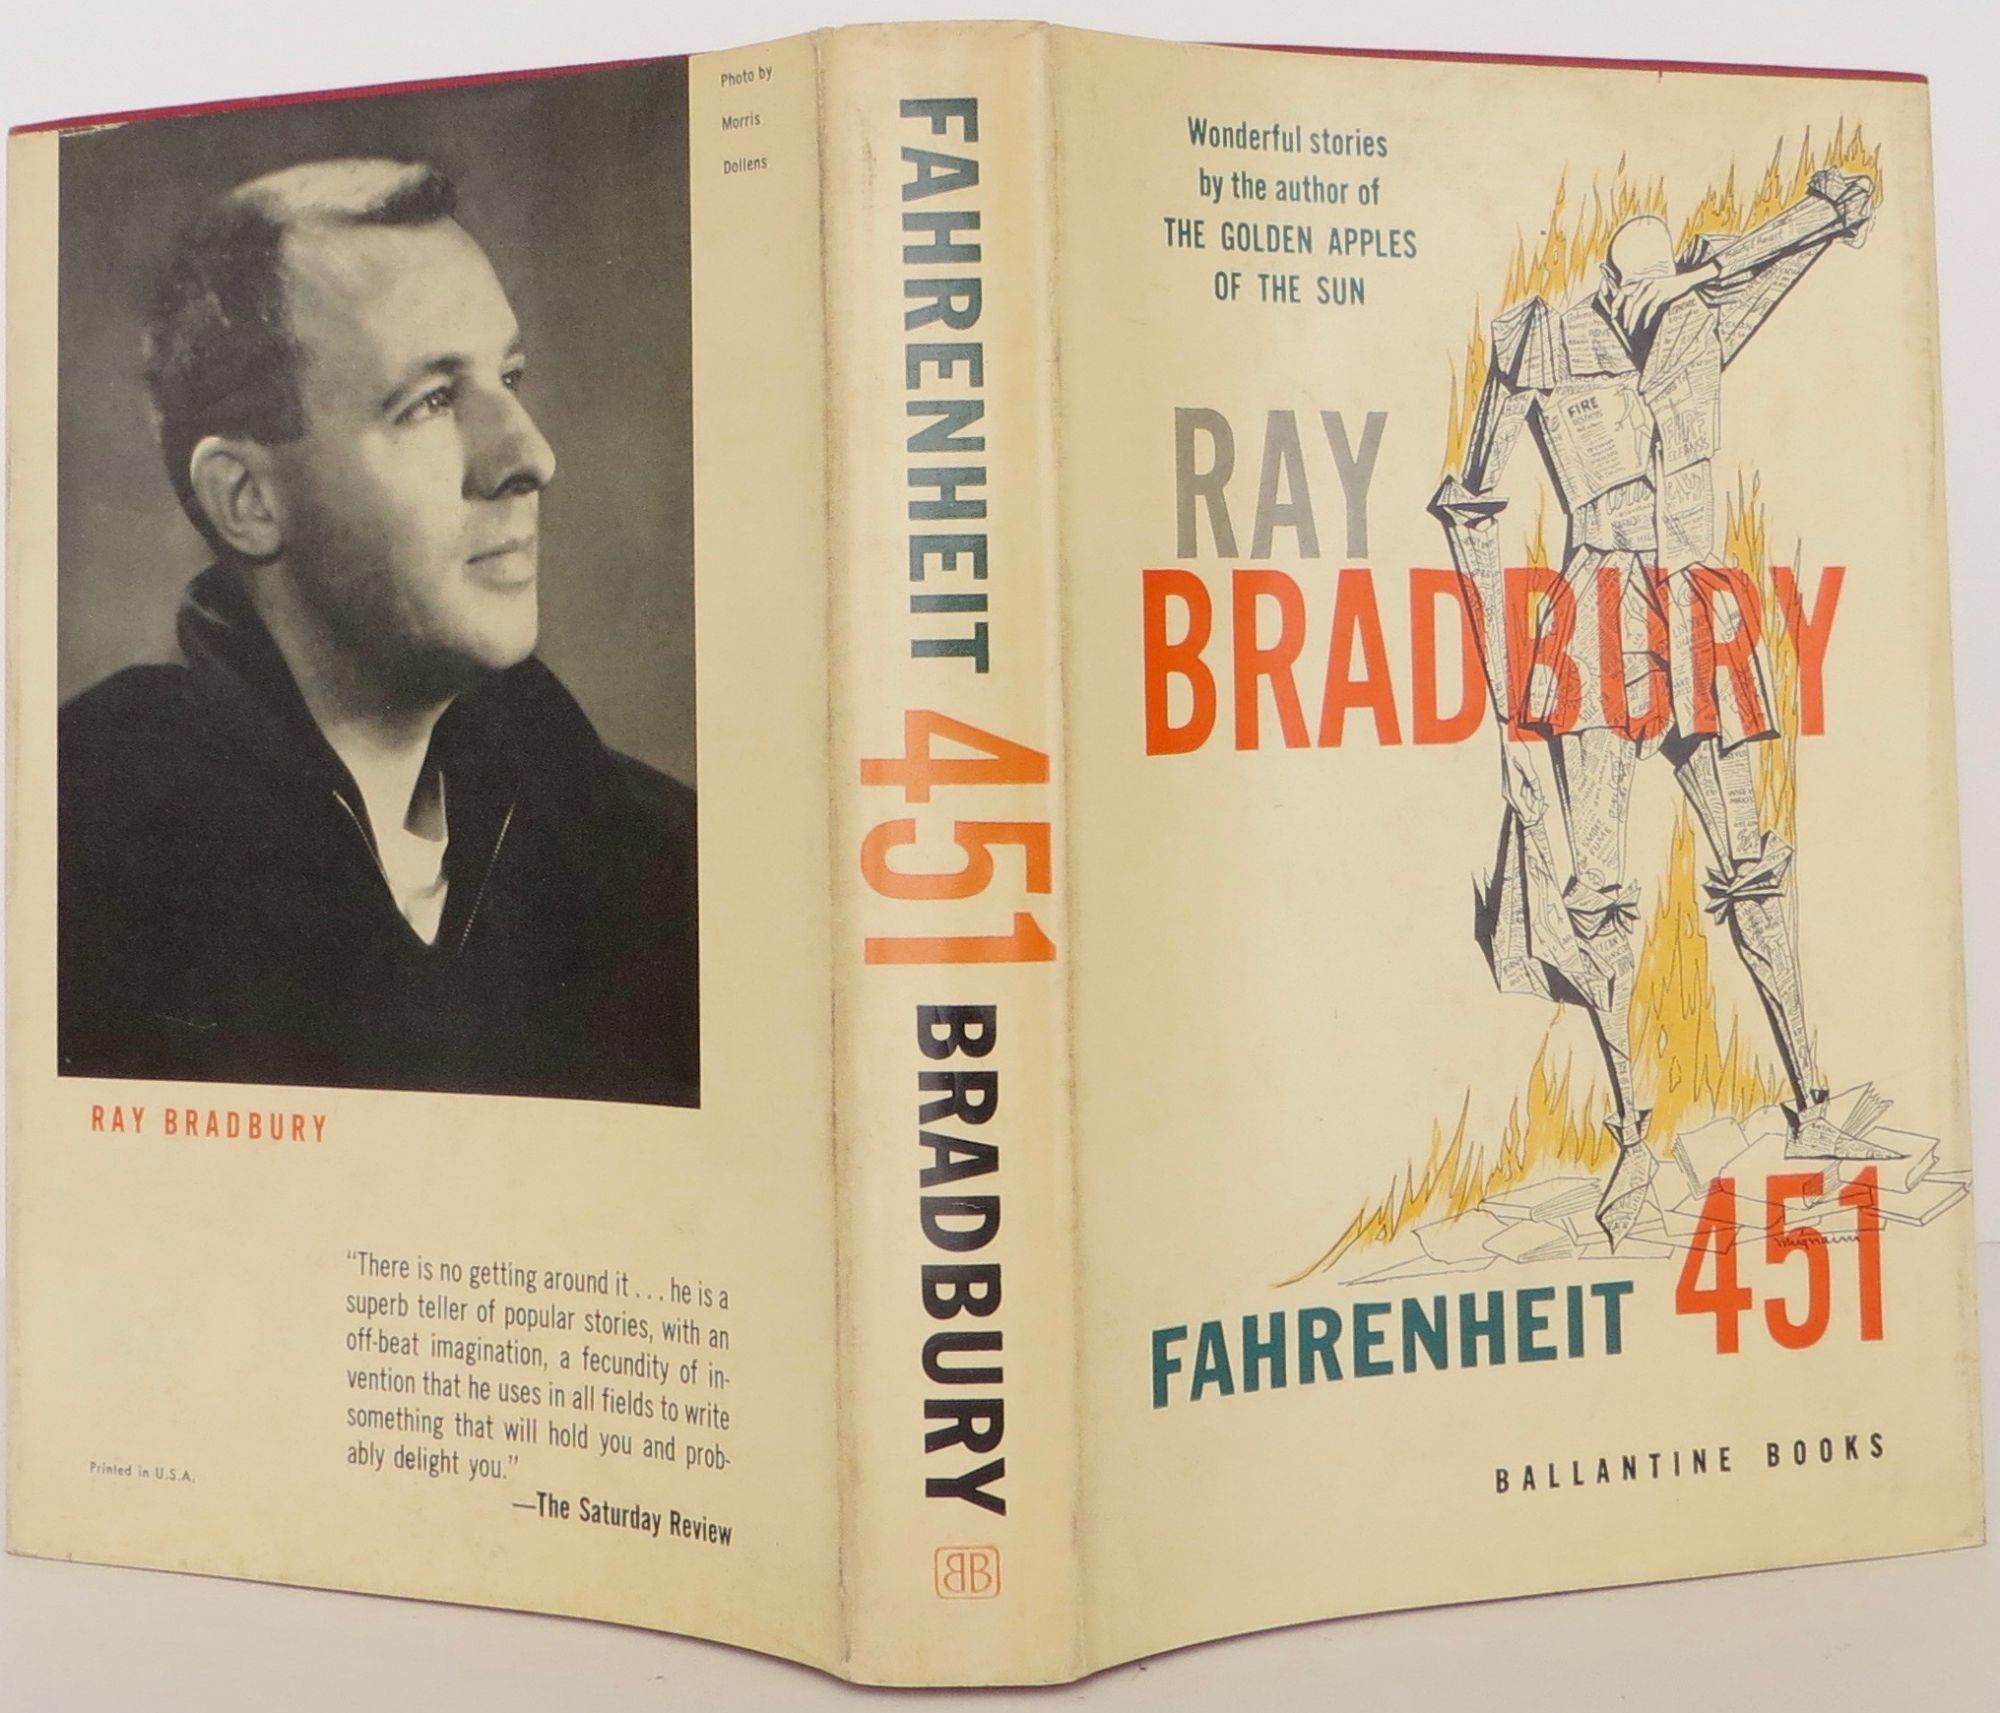 Photo by
Morris
Dollens
RAY BRADBURY
“There is no getting around it . . . he is a
superb teller of popular stories, with an
off-beat imagination, a fecundity of in-
vention that he uses in all fields to write
something that will hold you and prob-
ably delight you.”
—The Saturday Review
Printed in U.S.A.
FAHRENHEIT 451 BRADBURY
BB
Wonderful stories
by the author of
THE GOLDEN APPLES
OF THE SUN
RAY
BRADBURY
FIRE
FAHRENHEIT 451
BALLANTINE BOOKS